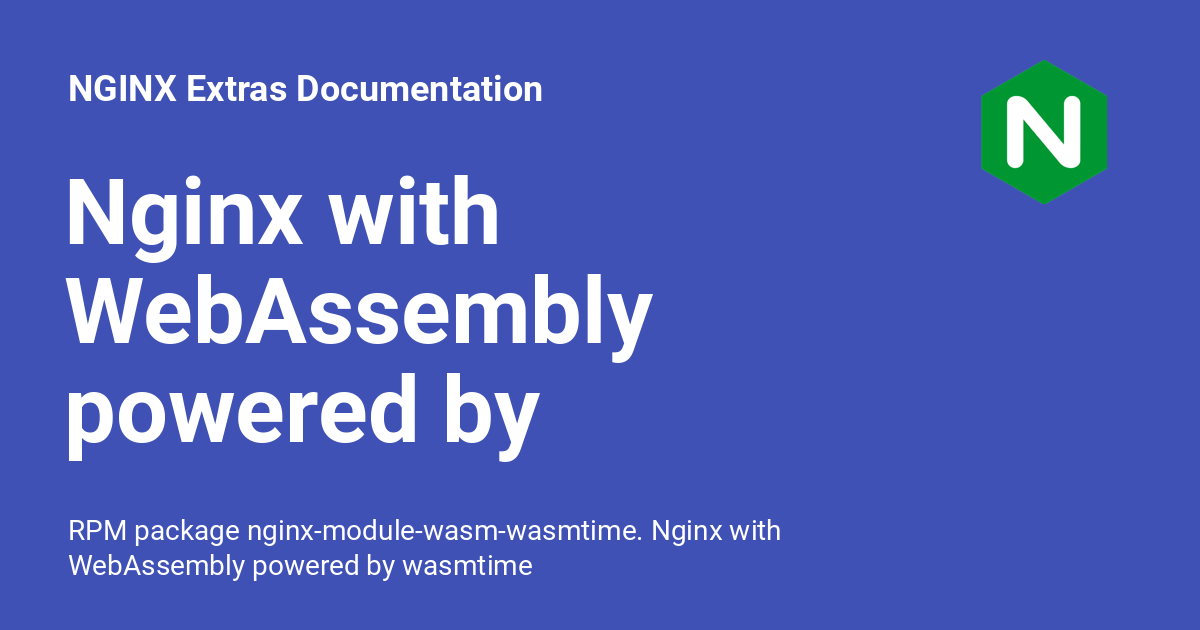 NGINX Extras Documentation
N
Nginx with
WebAssembly
powered by
RPM package nginx-module-wasm-wasmtime. Nginx with
WebAssembly powered by wasmtime